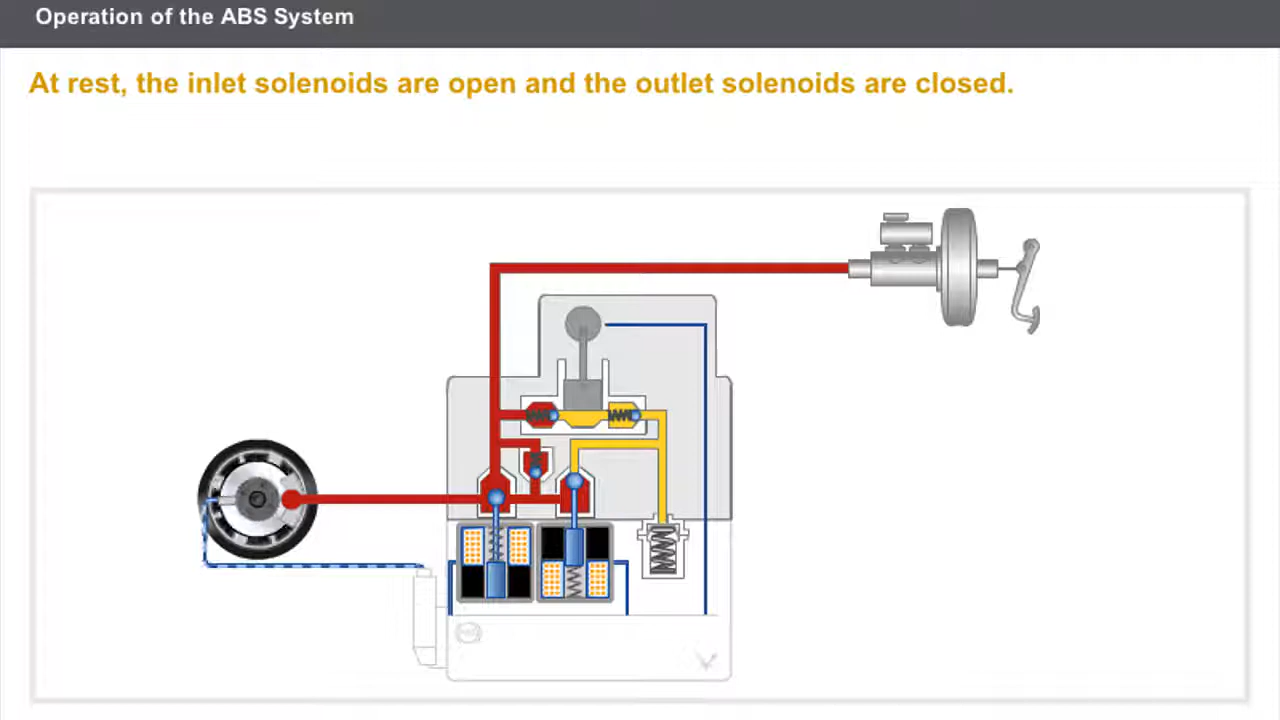 Operation of the ABS System
At rest, the inlet solenoids are open and the outlet solenoids are closed.